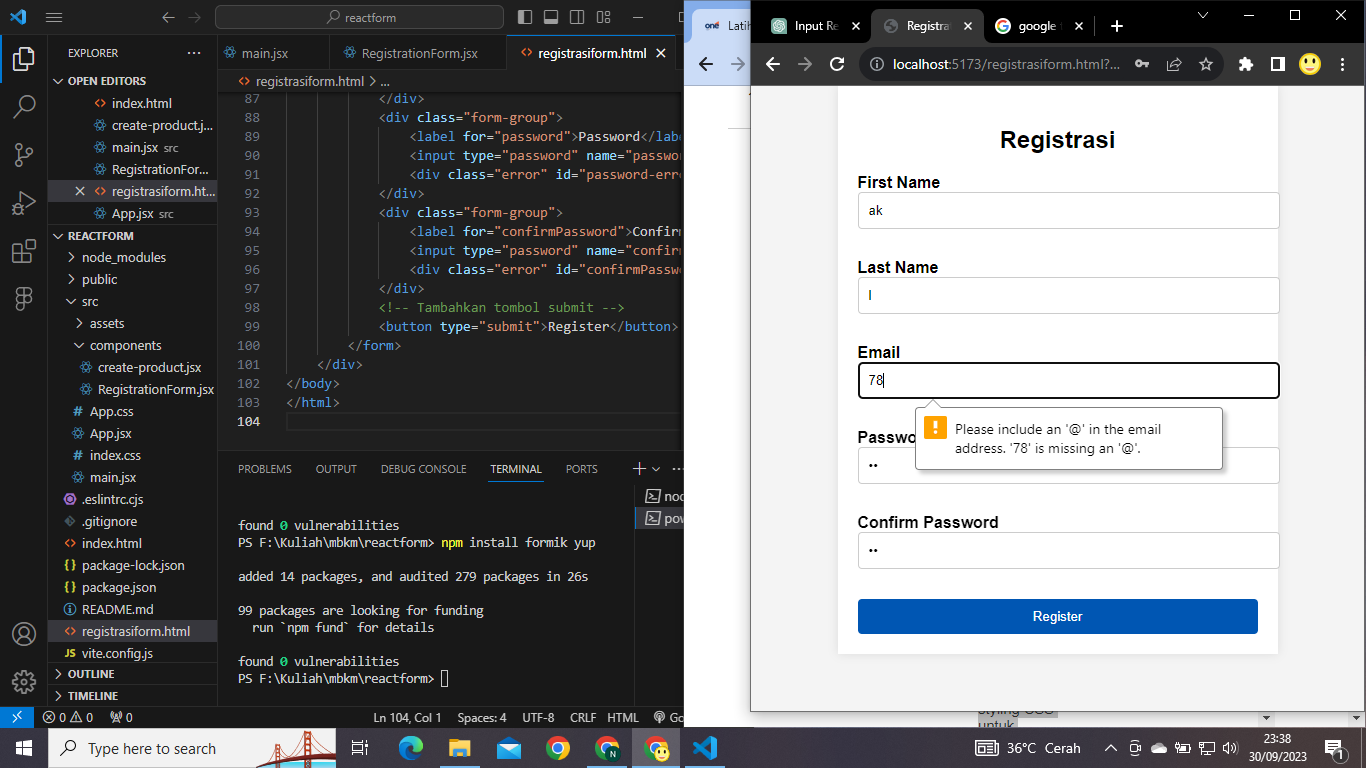 reactform
EXPLORER
OPEN EDITORS
index.html
create-product.j...
main.jsx src
RegistrationFor...
registrasiform.ht...
App.jsx src
REACTFORM
node_modules
public
src
assets
components
create-product.jsx
RegistrationForm.jsx
App.css
App.jsx
index.css
main.jsx
.eslintrc.cjs
.gitignore
index.html
package-lock.json
package.json
README.md
registrasiform.html
vite.config.js
OUTLINE
TIMELINE
main.jsx RegistrationForm.jsx registrasiform.html
registrasiform.html > ...
87 </div>
88 <div class="form-group">
89 <label for="password">Password</lab
90 <input type="password" name="passwor
91 <div class="error" id="password-erro
92 </div>
93 <div class="form-group">
94 <label for="confirmPassword">Confirm
95 <input type="password" name="confirm
96 <div class="error" id="confirmPasswo
97 </div>
98 <!-- Tambahkan tombol submit -->
99 <button type="submit">Register</button>
100 </form>
101 </div>
102 </body>
103 </html>
104
PROBLEMS OUTPUT DEBUG CONSOLE TERMINAL PORTS
found 0 vulnerabilities
PS F:\Kuliah\mbkm\reactform> npm install formik yup
added 14 packages, and audited 279 packages in 26s
99 packages are looking for funding
run `npm fund` for details
found 0 vulnerabilities
PS F:\Kuliah\mbkm\reactform>
nod
pow
0 0 0 Ln 104, Col 1 Spaces: 4 UTF-8 CRLF HTML Go
one Latih
Input Re Registra google f
localhost:5173/registrasiform.html?...
Registrasi
First Name
ak
Last Name
l
Email
78
Please include an '@' in the email
address. '78' is missing an '@'.
Passwo
Confirm Password
Register
styling CSS
untuk
Type here to search
N
36°C Cerah
23:38
30/09/2023
1